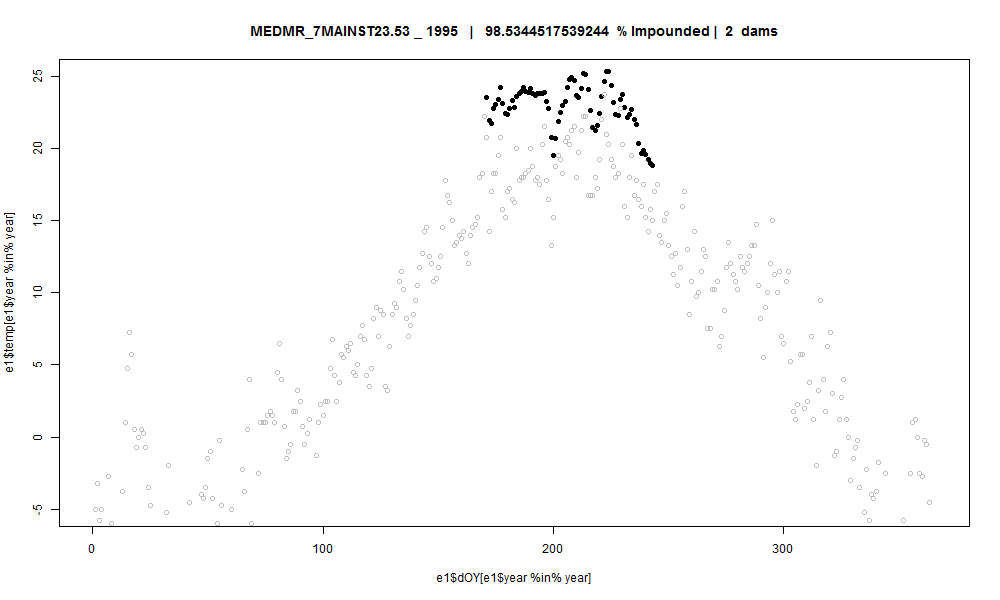 MEDMR_7MAINST23.53 _ 1995 | 98.5344517539244 % Impounded | 2 dams
e1$temp[e1$year %in% year]
25
20
15
10
5
0
-5
0 100 200 300
e1$dOY[e1$year %in% year]